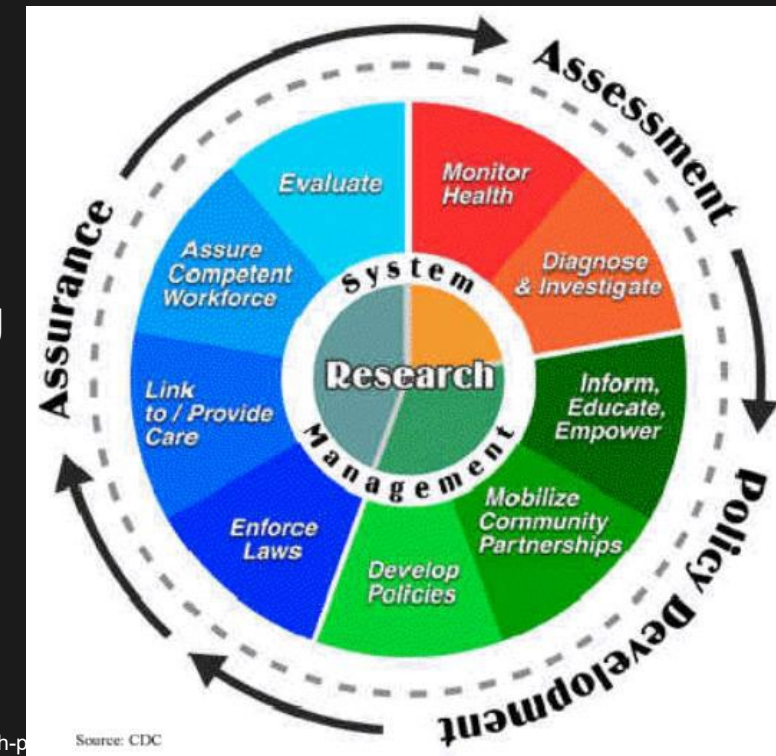 Assessment
Policy Development
Assurance
Monitor
Health
Diagnose
& Investigate
Inform,
Educate,
Empower
Mobilize
Community
Partnerships
Develop
Policies
Enforce
Laws
Link
to / Provide
Care
Assure
Competent
Workforce
Evaluate
System
Management
Research
h-p
Source: CDC